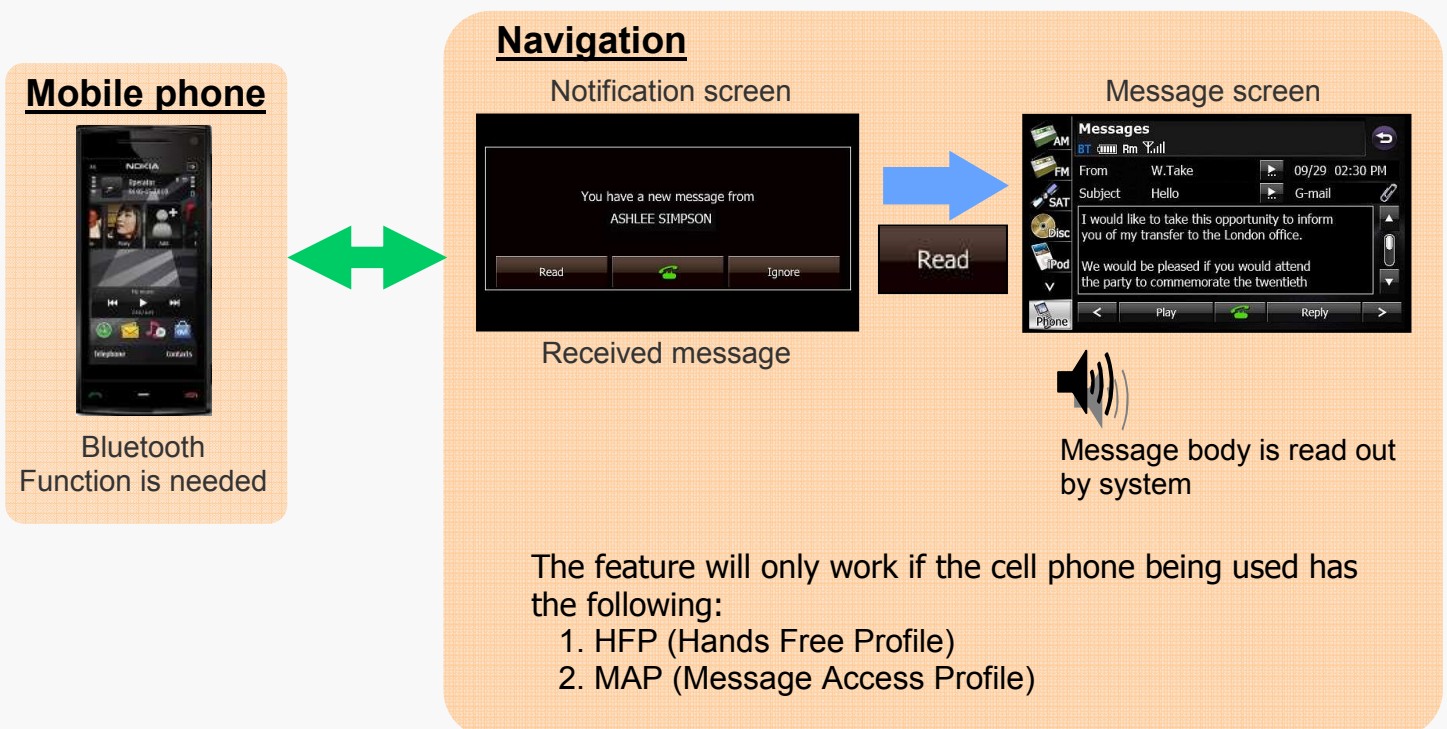 Navigation
Mobile phone
Notification screen
Message screen
NOKIA
Operator
Telephone
Contacts
Bluetooth
Function is needed
You have a new message from
ASHLEE SIMPSON
Read
Ignore
Received message
Read
Messages
BT Rm
From W.Take 09/29 02:30 PM
Subject Hello G-mail
I would like to take this opportunity to inform
you of my transfer to the London office.
We would be pleased if you would attend
the party to commemorate the twentieth
AM
FM
SAT
Disc
iPod
Phone
< Play Reply >
Message body is read out
by system
The feature will only work if the cell phone being used has
the following:
1. HFP (Hands Free Profile)
2. MAP (Message Access Profile)